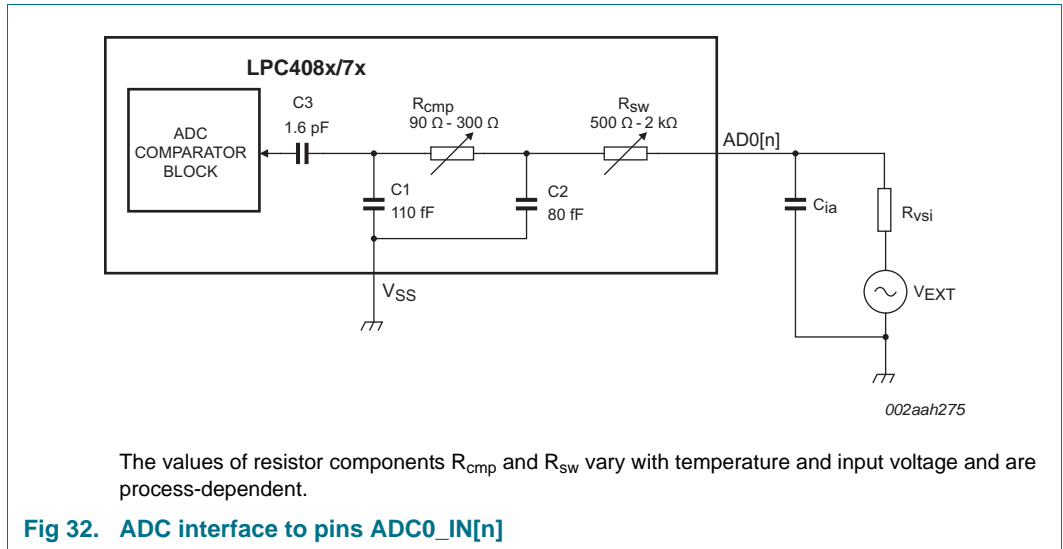 LPC408x/7x
ADC
COMPARATOR
BLOCK
C3
1.6 pF
Rcmp
90 Ω - 300 Ω
Rsw
500 Ω - 2 kΩ
AD0[n]
C1
110 fF
C2
80 fF
Cia
Rvsi
VEXT
VSS
002aah275
The values of resistor components Rcmp and Rsw vary with temperature and input voltage and are
process-dependent.
Fig 32. ADC interface to pins ADC0_IN[n]